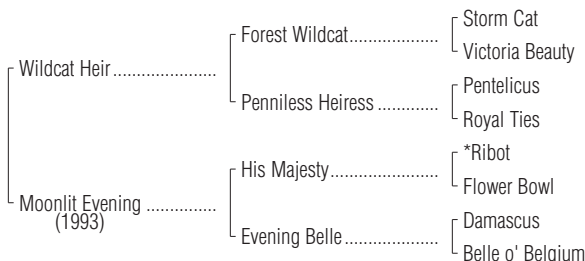 Storm Cat
Forest Wildcat....................
Victoria Beauty
Wildcat Heir.......................
Pentelicus
Penniless Heiress .............
Royal Ties
*Ribot
His Majesty........................
Flower Bowl
Moonlit Evening ...............
(1993)
Damascus
Evening Belle.....................
Belle o' Belgium